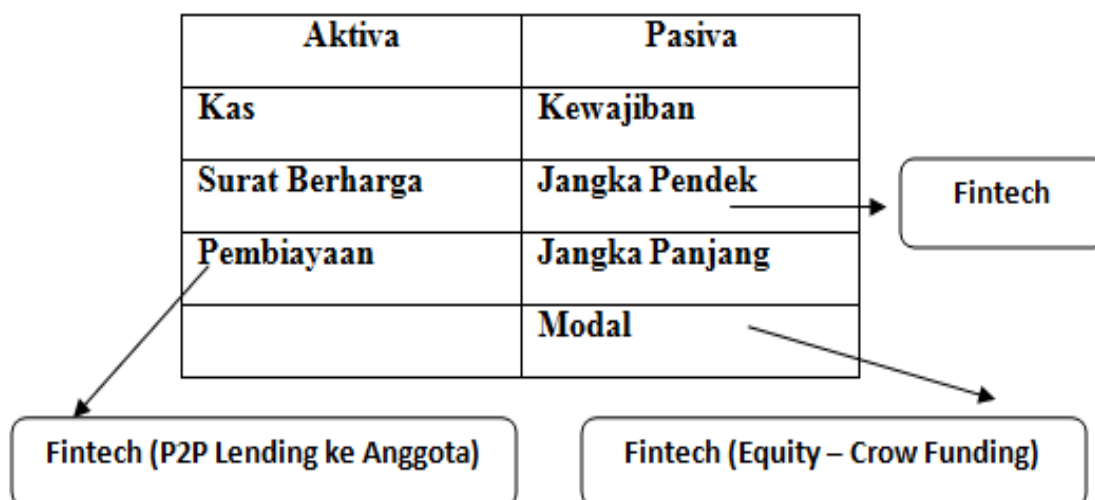 Aktiva
Pasiva
Kas
Kewajiban
Surat Berharga
Jangka Pendek
Fintech
Pembiayaan
Jangka Panjang
Modal
Fintech (P2P Lending ke Anggota)
Fintech (Equity – Crow Funding)